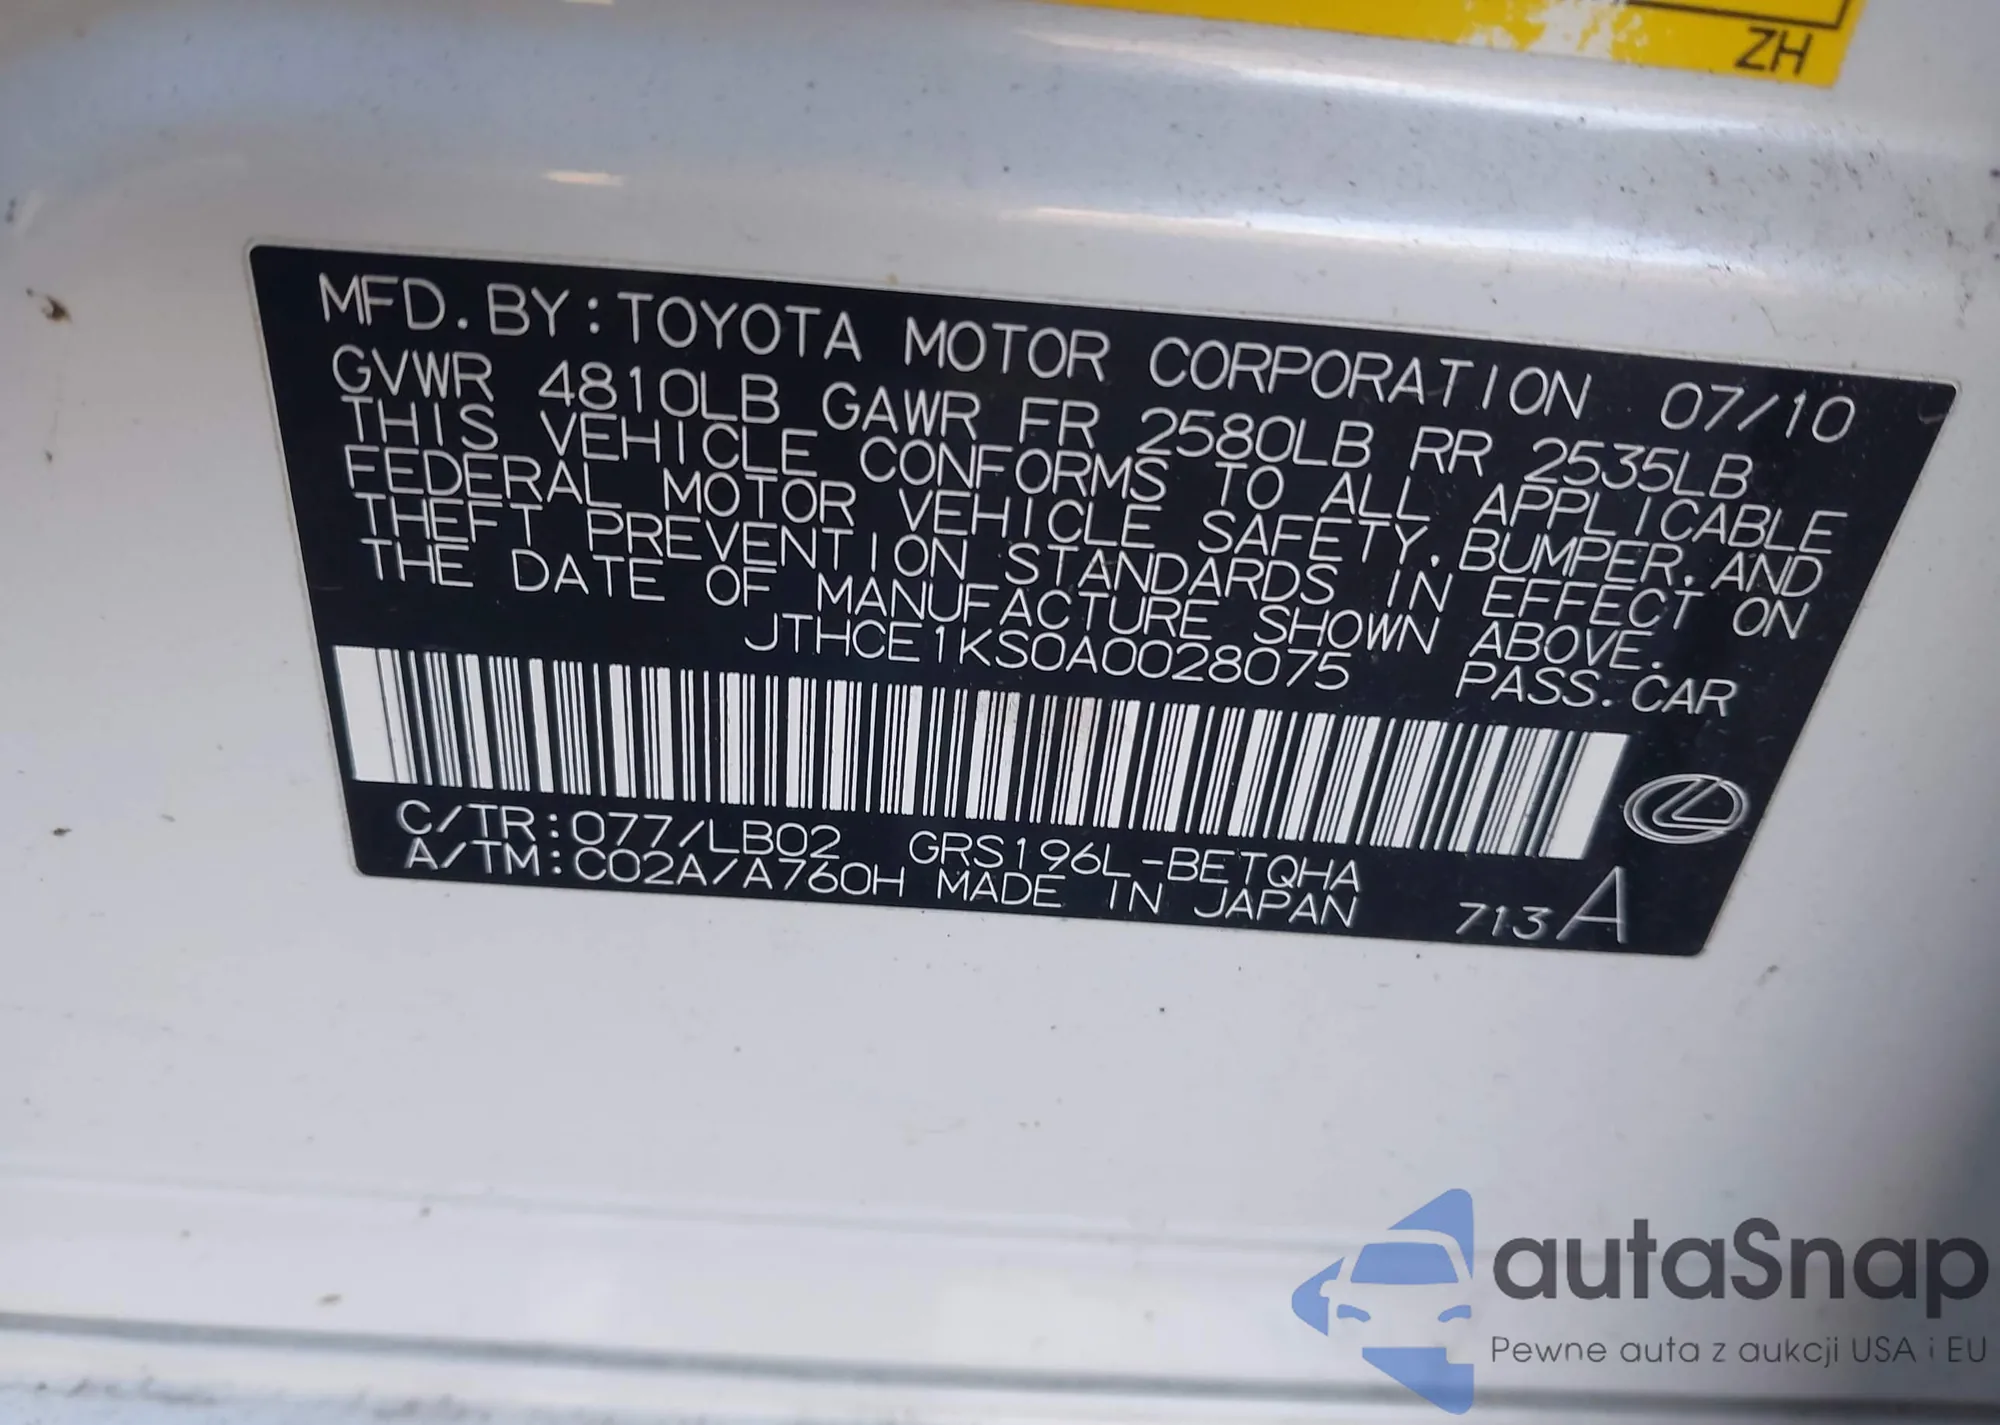 ZH
MFD. BY: TOYOTA MOTOR CORPORATION 07/10
GVWR 4810LB GAWR FR 2580LB RR 2535LB
THIS VEHICLE CONFORMS TO ALL APPLICABLE
FEDERAL MOTOR VEHICLE SAFETY, BUMPER, AND
THEFT PREVENTION STANDARDS IN EFFECT ON
THE DATE OF MANUFACTURE SHOWN ABOVE.
JTHCE1KS0A0028075 PASS. CAR
C/TR: 077/LB02 GRS196L-BETQHA
A/TM: C02A/A760H MADE IN JAPAN 713 A
autaSnap
Pewne auta z aukcji USA i EU